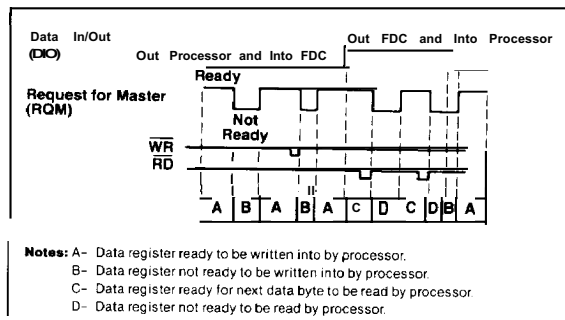 Data In/Out
(DIO)
Out FDC and Into Processor
Out Processor and Into FDC
Ready
Request for Master
(RQM)
Not
Ready
WR
RD
A B A B A C D C D B A
Notes: A– Data register ready to be written into by processor.
B– Data register not ready to be written into by processor.
C– Data register ready for next data byte to be read by processor.
D– Data register not ready to be read by processor.